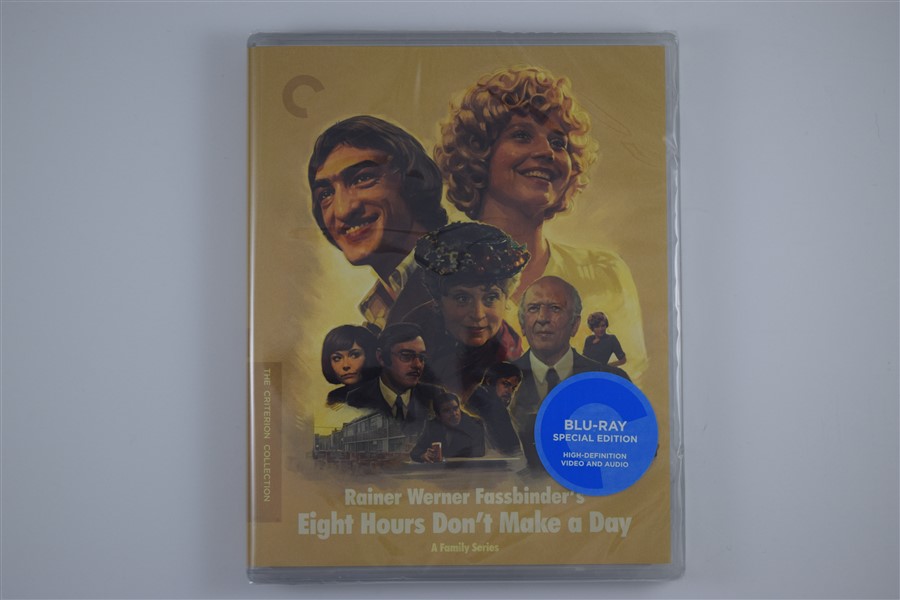 THE CRITERION COLLECTION
BLU-RAY
SPECIAL EDITION
HIGH-DEFINITION
VIDEO AND AUDIO
Rainer Werner Fassbinder's
Eight Hours Don't Make a Day
A Family Series